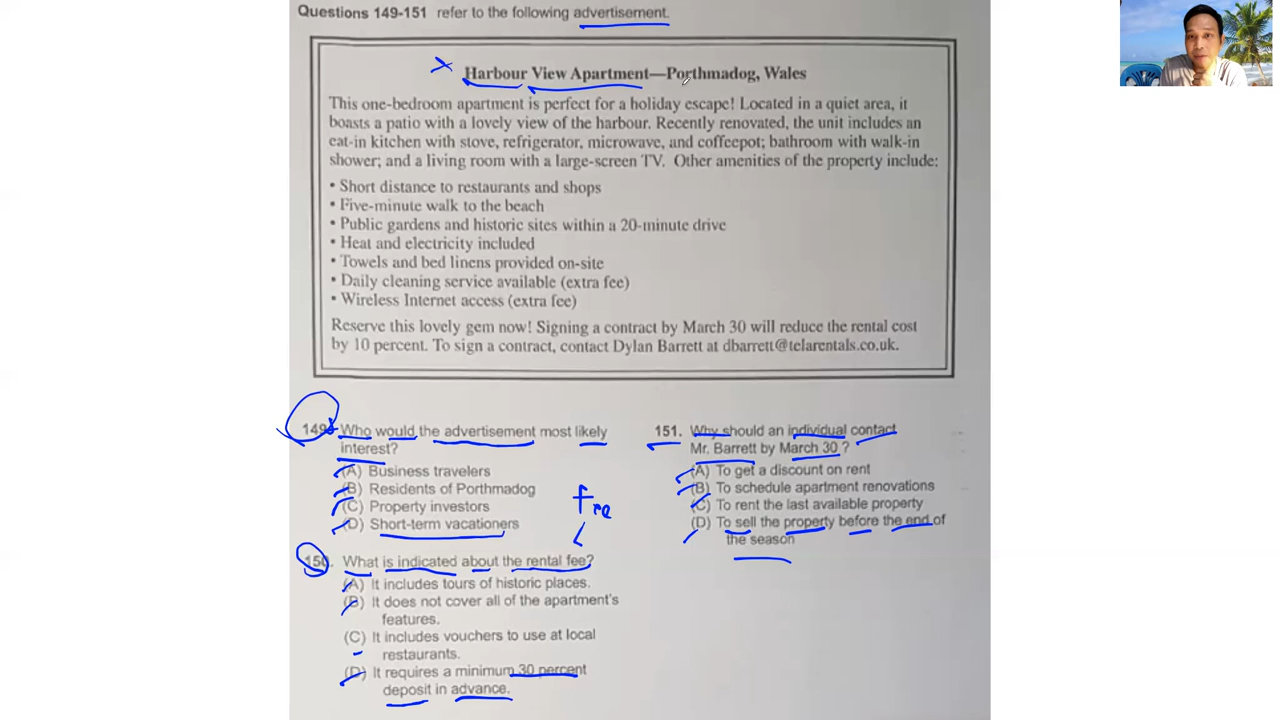 Questions 149-151 refer to the following advertisement.
Harbour View Apartment—Porthmadog, Wales
This one-bedroom apartment is perfect for a holiday escape! Located in a quiet area, it
boasts a patio with a lovely view of the harbour. Recently renovated, the unit includes an
eat-in kitchen with stove, refrigerator, microwave, and coffeepot; bathroom with walk-in
shower; and a living room with a large-screen TV. Other amenities of the property include:
• Short distance to restaurants and shops
• Five-minute walk to the beach
• Public gardens and historic sites within a 20-minute drive
• Heat and electricity included
• Towels and bed linens provided on-site
• Daily cleaning service available (extra fee)
• Wireless Internet access (extra fee)
Reserve this lovely gem now! Signing a contract by March 30 will reduce the rental cost
by 10 percent. To sign a contract, contact Dylan Barrett at dbarrett@telarentals.co.uk.
149. Who would the advertisement most likely
interest?
(A) Business travelers
(B) Residents of Porthmadog
(C) Property investors
(D) Short-term vacationers
150. What is indicated about the rental fee?
(A) It includes tours of historic places.
(B) It does not cover all of the apartment's
features.
(C) It includes vouchers to use at local
restaurants.
(D) It requires a minimum 30 percent
deposit in advance.
151. Why should an individual contact
Mr. Barrett by March 30 ?
(A) To get a discount on rent
(B) To schedule apartment renovations
(C) To rent the last available property
(D) To sell the property before the end of
the season